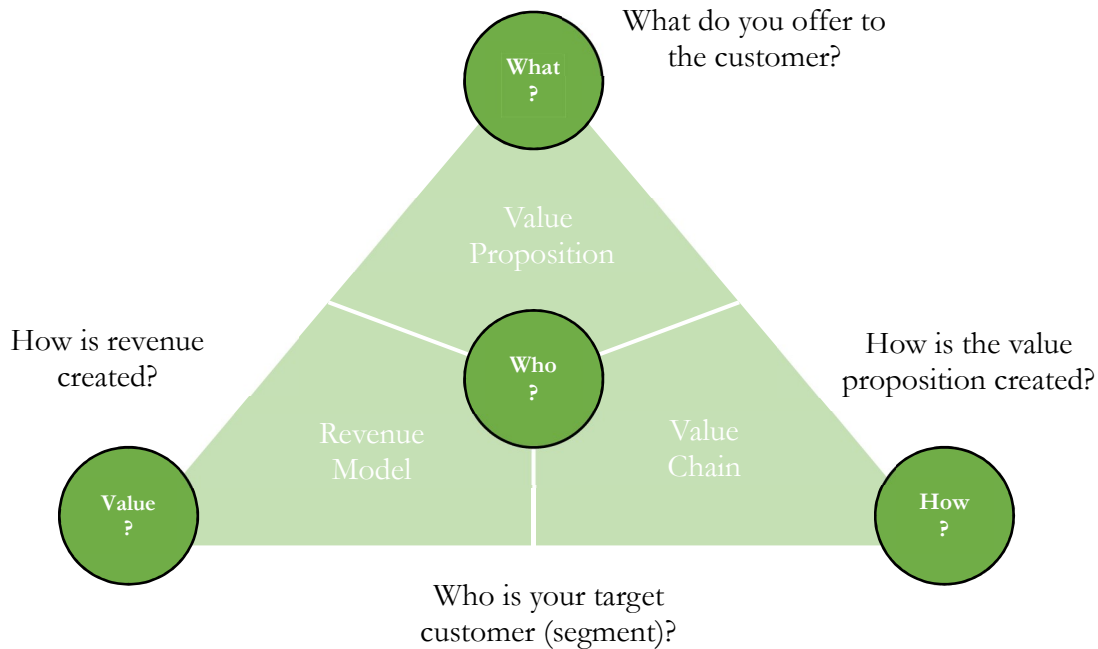 What do you offer to
the customer?
What
?
Value
Proposition
How is revenue
created?
Who
?
How is the value
proposition created?
Revenue
Model
Value
Chain
Value
?
How
?
Who is your target
customer (segment)?